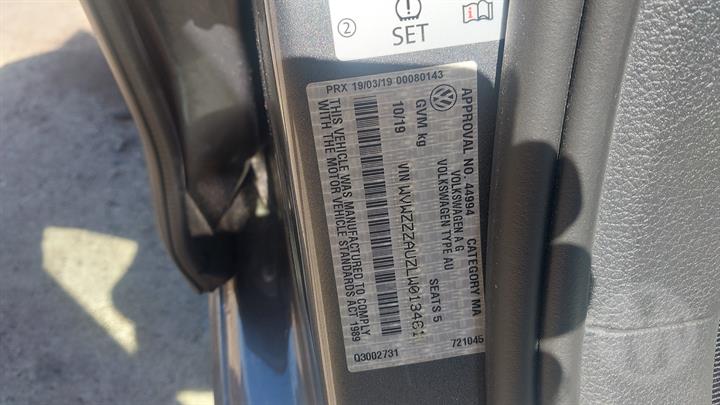 2
SET
i
PRX 19/03/19 00080143
APPROVAL NO. 44994 CATEGORY MA
VOLKSWAGEN A G
VOLKSWAGEN TYPE AU SEATS 5
GVM kg
10/19
VIN WVWZZZAUZLW013461
THIS VEHICLE WAS MANUFACTURED TO COMPLY
WITH THE MOTOR VEHICLE STANDARDS ACT 1989
Q3002731
721045